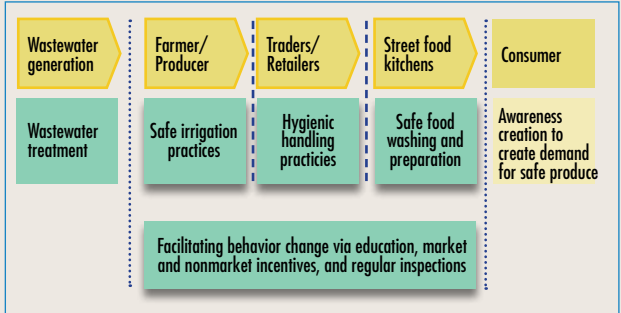 Wastewater
generation
Farmer/
Producer
Traders/
Retailers
Street food
kitchens
Consumer
Wastewater
treatment
Safe irrigation
practices
Hygienic
handling
practicies
Safe food
washing and
preparation
Awareness
creation to
create demand
for safe produce
Facilitating behavior change via education, market
and nonmarket incentives, and regular inspections